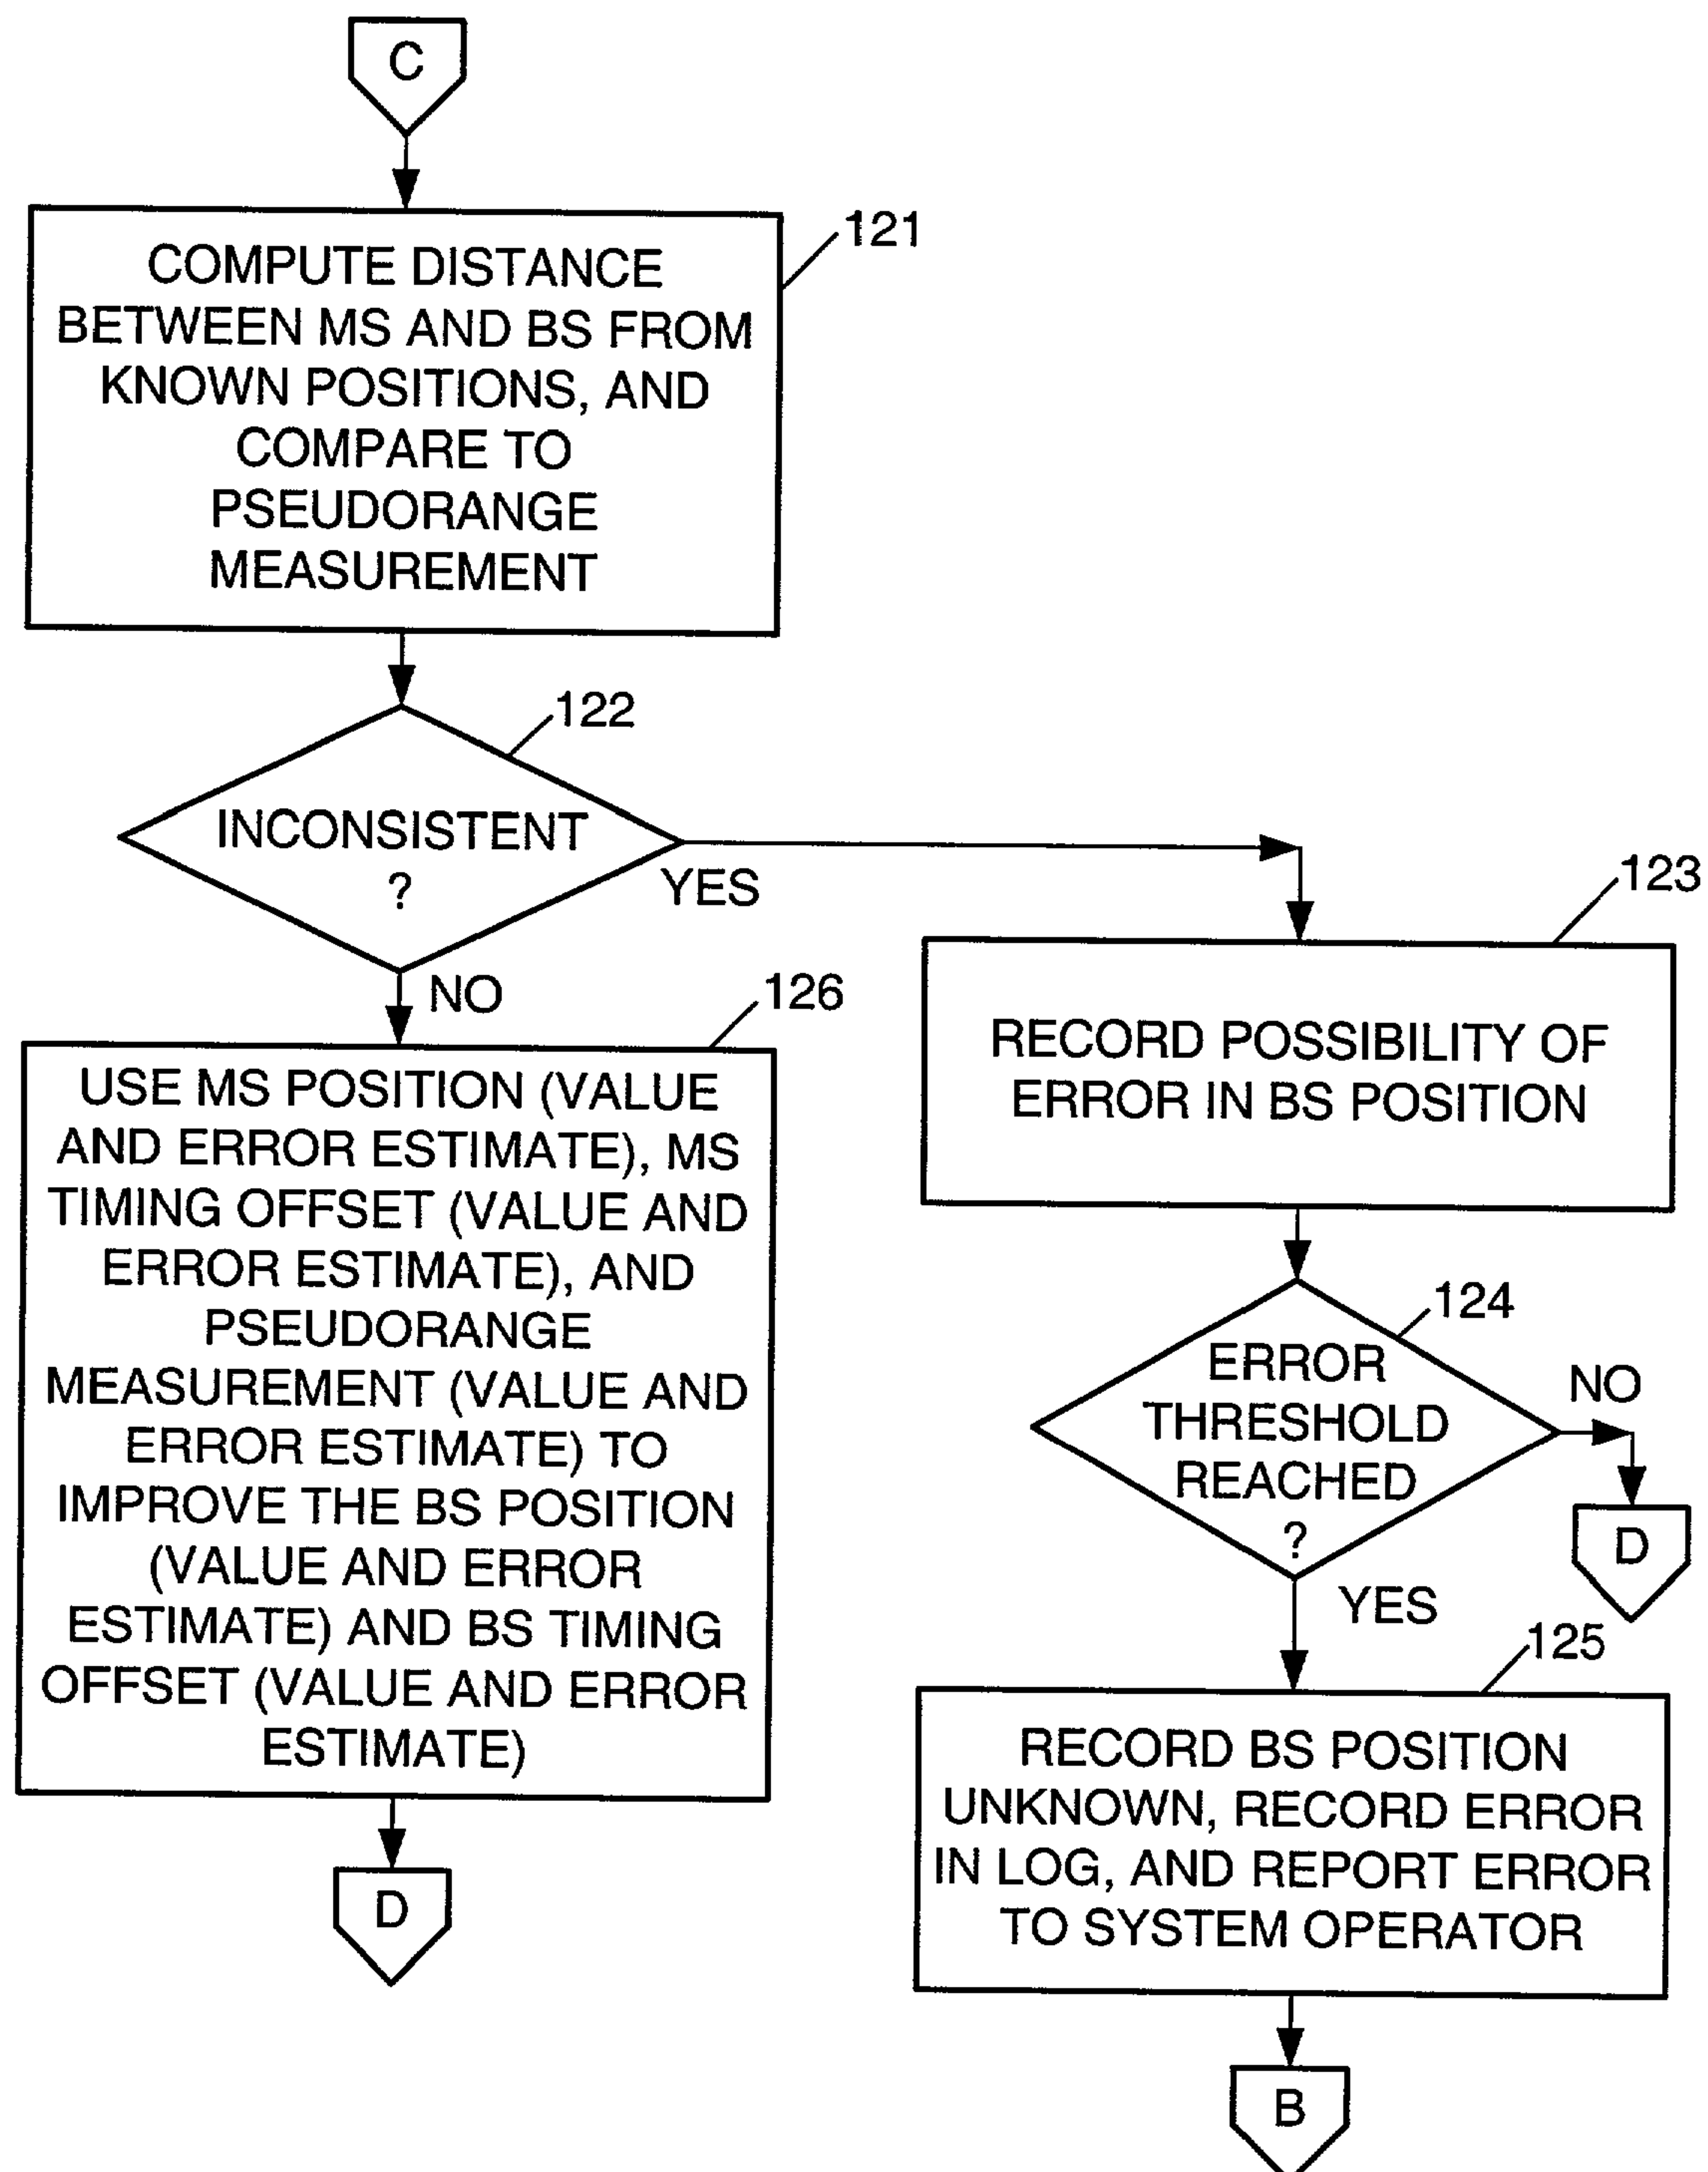 C
121
COMPUTE DISTANCE
BETWEEN MS AND BS FROM
KNOWN POSITIONS, AND
COMPARE TO
PSEUDORANGE
MEASUREMENT
122
INCONSISTENT
?
YES
NO
123
RECORD POSSIBILITY OF
ERROR IN BS POSITION
126
USE MS POSITION (VALUE
AND ERROR ESTIMATE), MS
TIMING OFFSET (VALUE AND
ERROR ESTIMATE), AND
PSEUDORANGE
MEASUREMENT (VALUE AND
ERROR ESTIMATE) TO
IMPROVE THE BS POSITION
(VALUE AND ERROR
ESTIMATE) AND BS TIMING
OFFSET (VALUE AND ERROR
ESTIMATE)
D
124
ERROR
THRESHOLD
REACHED
?
NO
D
YES
125
RECORD BS POSITION
UNKNOWN, RECORD ERROR
IN LOG, AND REPORT ERROR
TO SYSTEM OPERATOR
B